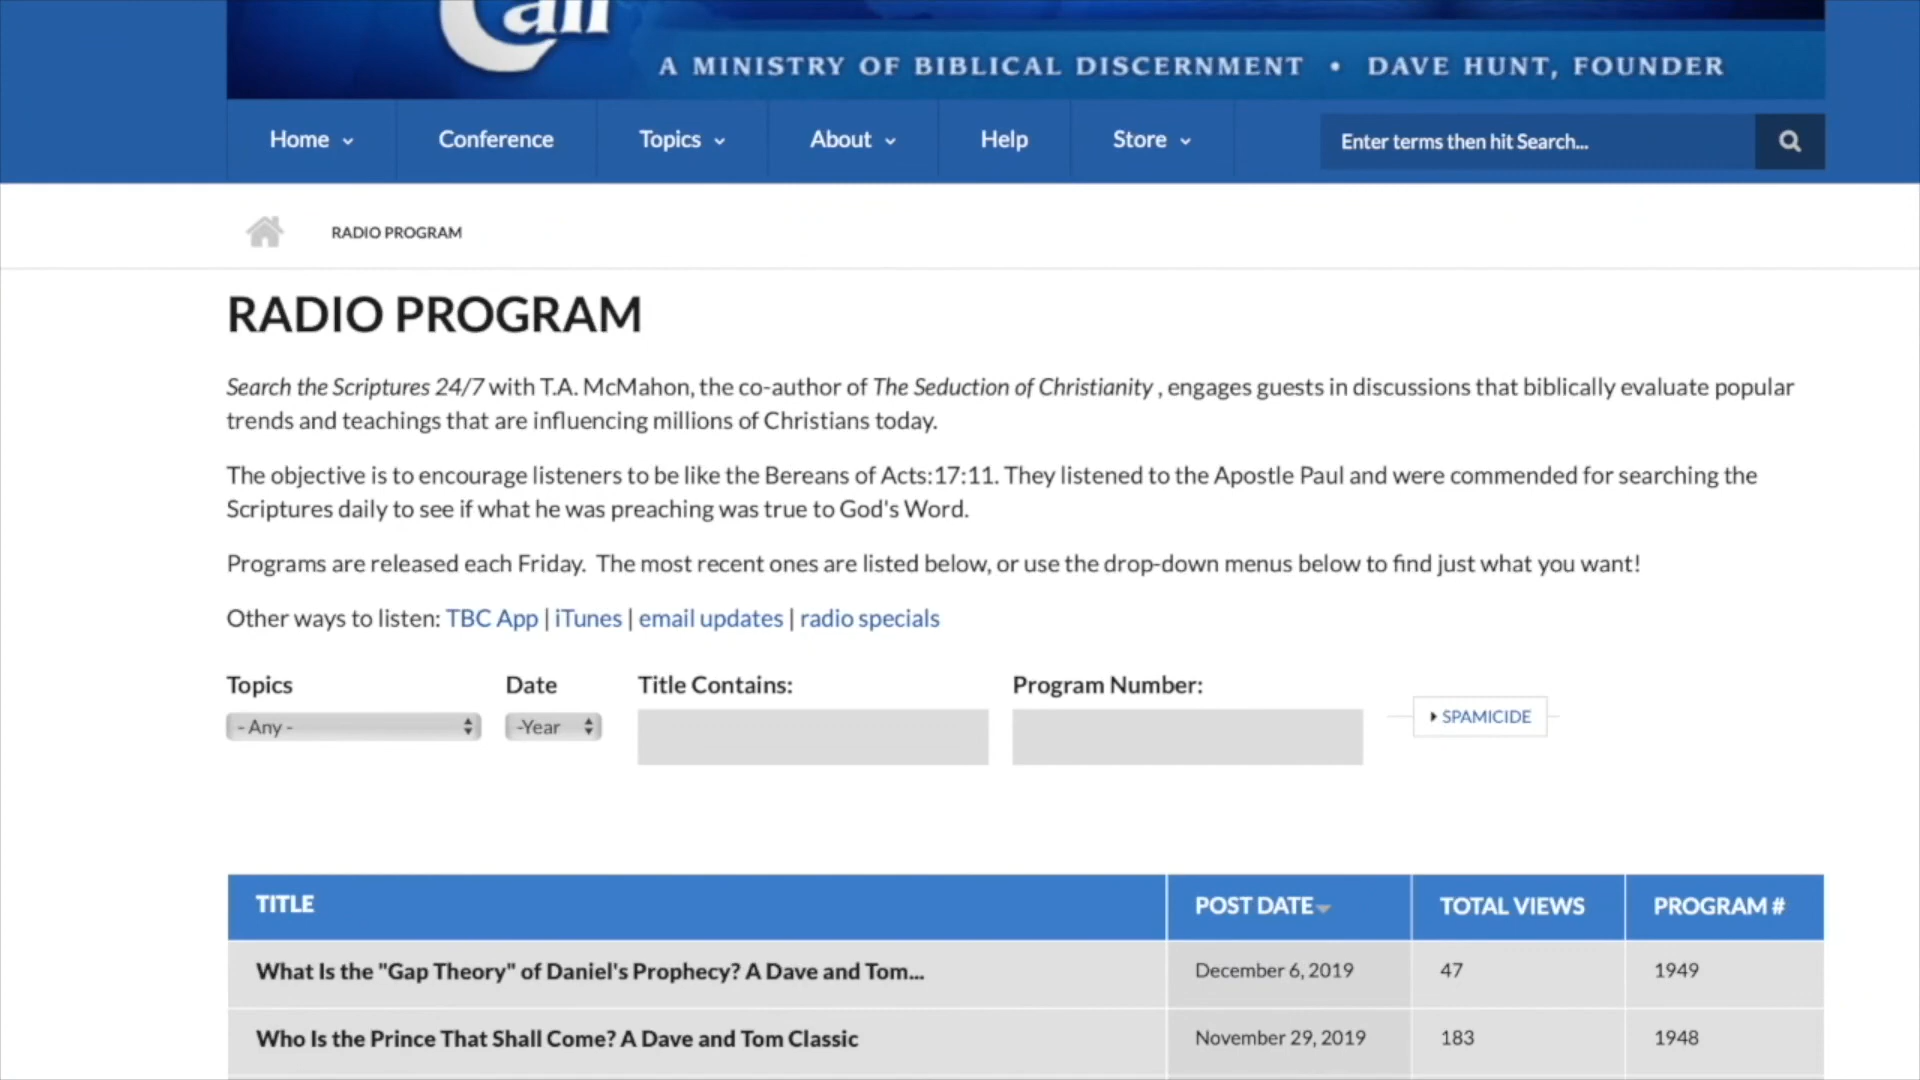 Call
A MINISTRY OF BIBLICAL DISCERNMENT • DAVE HUNT, FOUNDER
Home Conference Topics About Help Store Enter terms then hit Search...
RADIO PROGRAM
RADIO PROGRAM
Search the Scriptures 24/7 with T.A. McMahon, the co-author of The Seduction of Christianity , engages guests in discussions that biblically evaluate popular
trends and teachings that are influencing millions of Christians today.
The objective is to encourage listeners to be like the Bereans of Acts:17:11. They listened to the Apostle Paul and were commended for searching the
Scriptures daily to see if what he was preaching was true to God's Word.
Programs are released each Friday.  The most recent ones are listed below, or use the drop-down menus below to find just what you want!
Other ways to listen: TBC App | iTunes | email updates | radio specials
Topics Date Title Contains: Program Number:
- Any - -Year SPAMICIDE
TITLE POST DATE TOTAL VIEWS PROGRAM #
What Is the "Gap Theory" of Daniel's Prophecy? A Dave and Tom... December 6, 2019 47 1949
Who Is the Prince That Shall Come? A Dave and Tom Classic November 29, 2019 183 1948